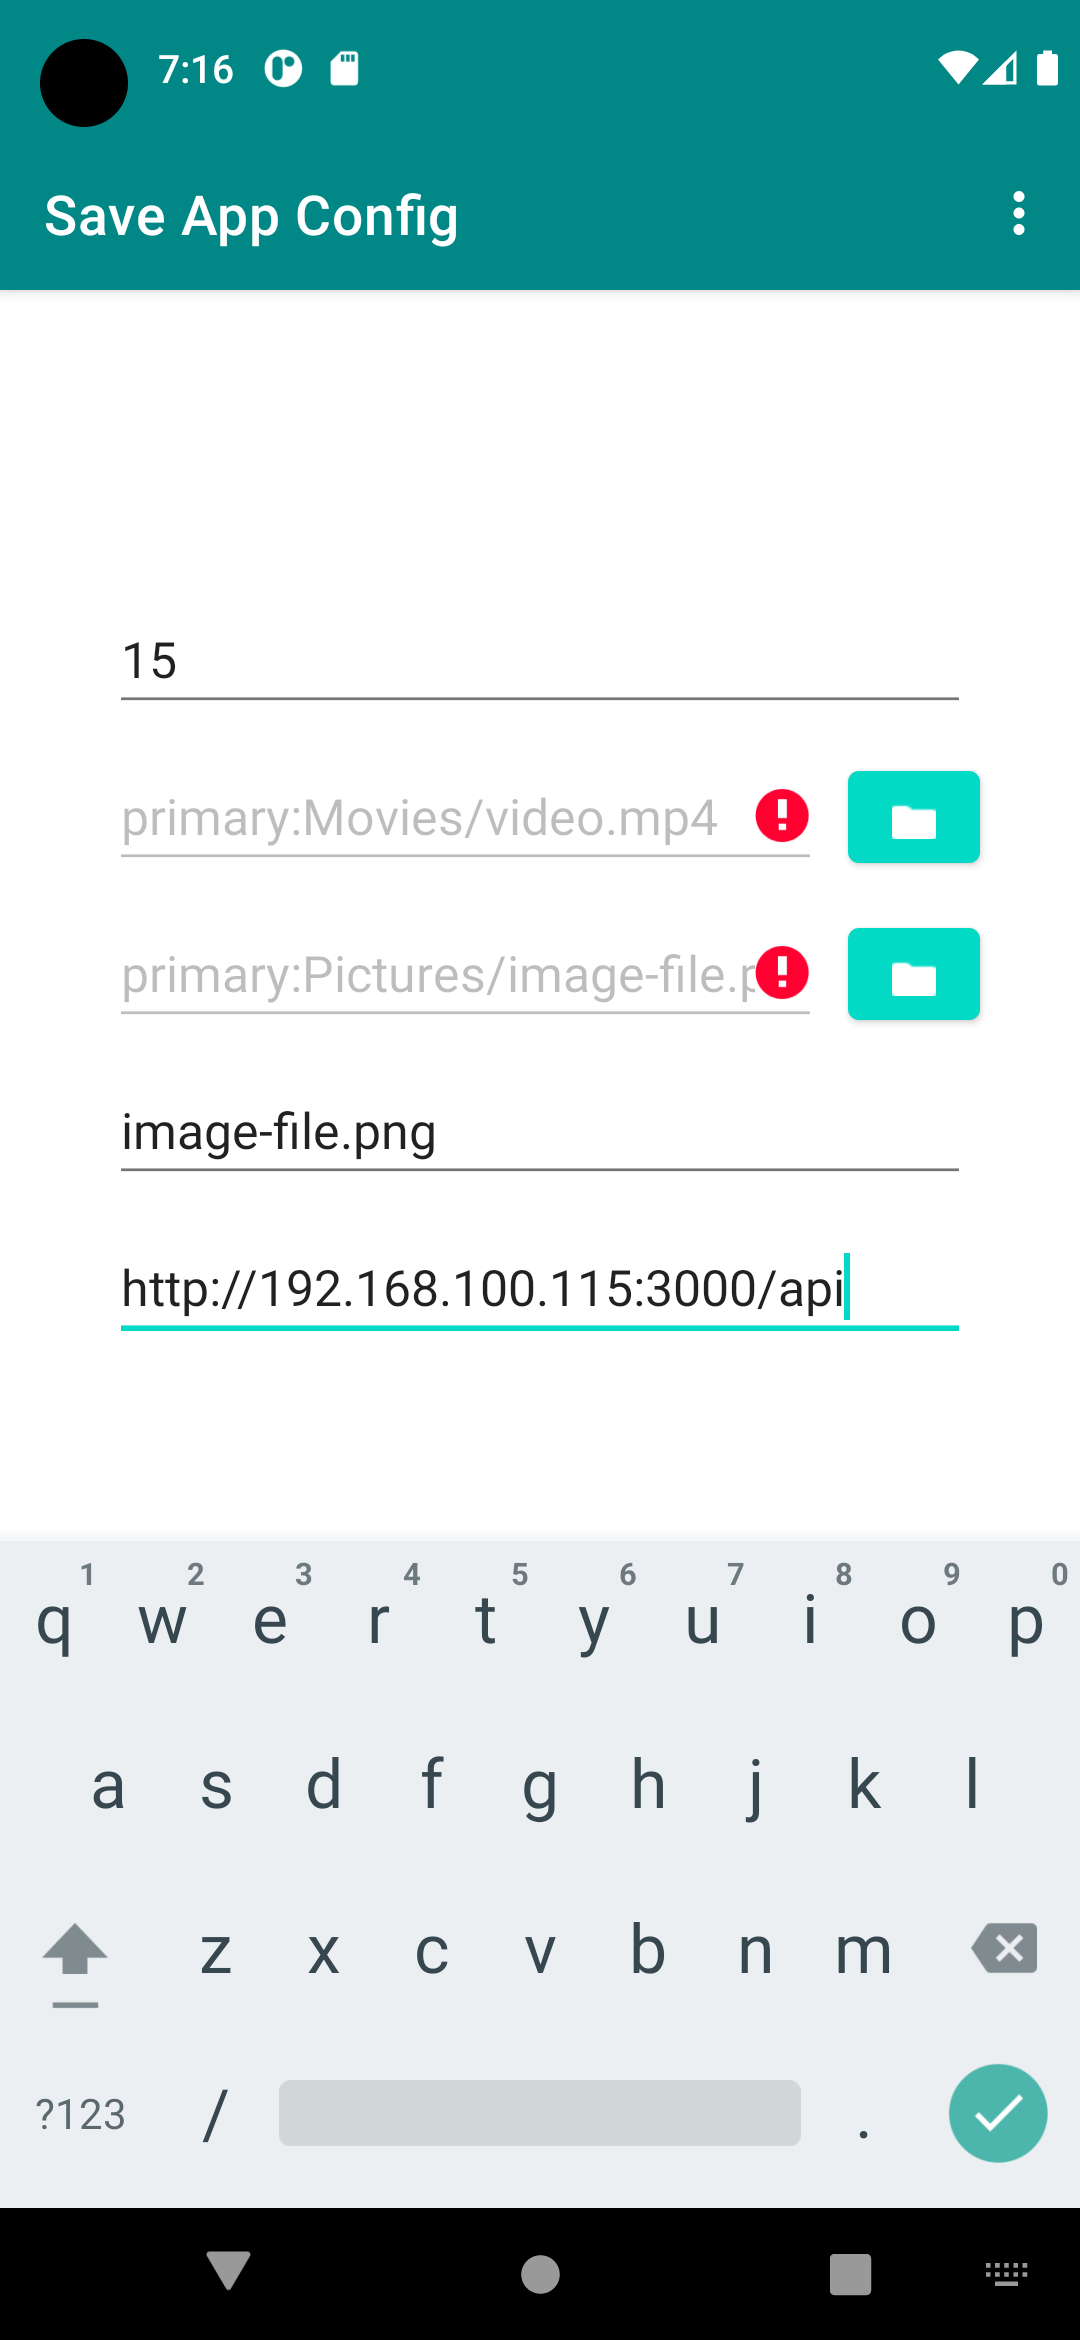 7:16
Save App Config
15
primary:Movies/video.mp4
primary:Pictures/image-file.p
image-file.png
http://192.168.100.115:3000/api
1 2 3 4 5 6 7 8 9 0
q w e r t y u i o p
a s d f g h j k l
z x c v b n m
?123 / .